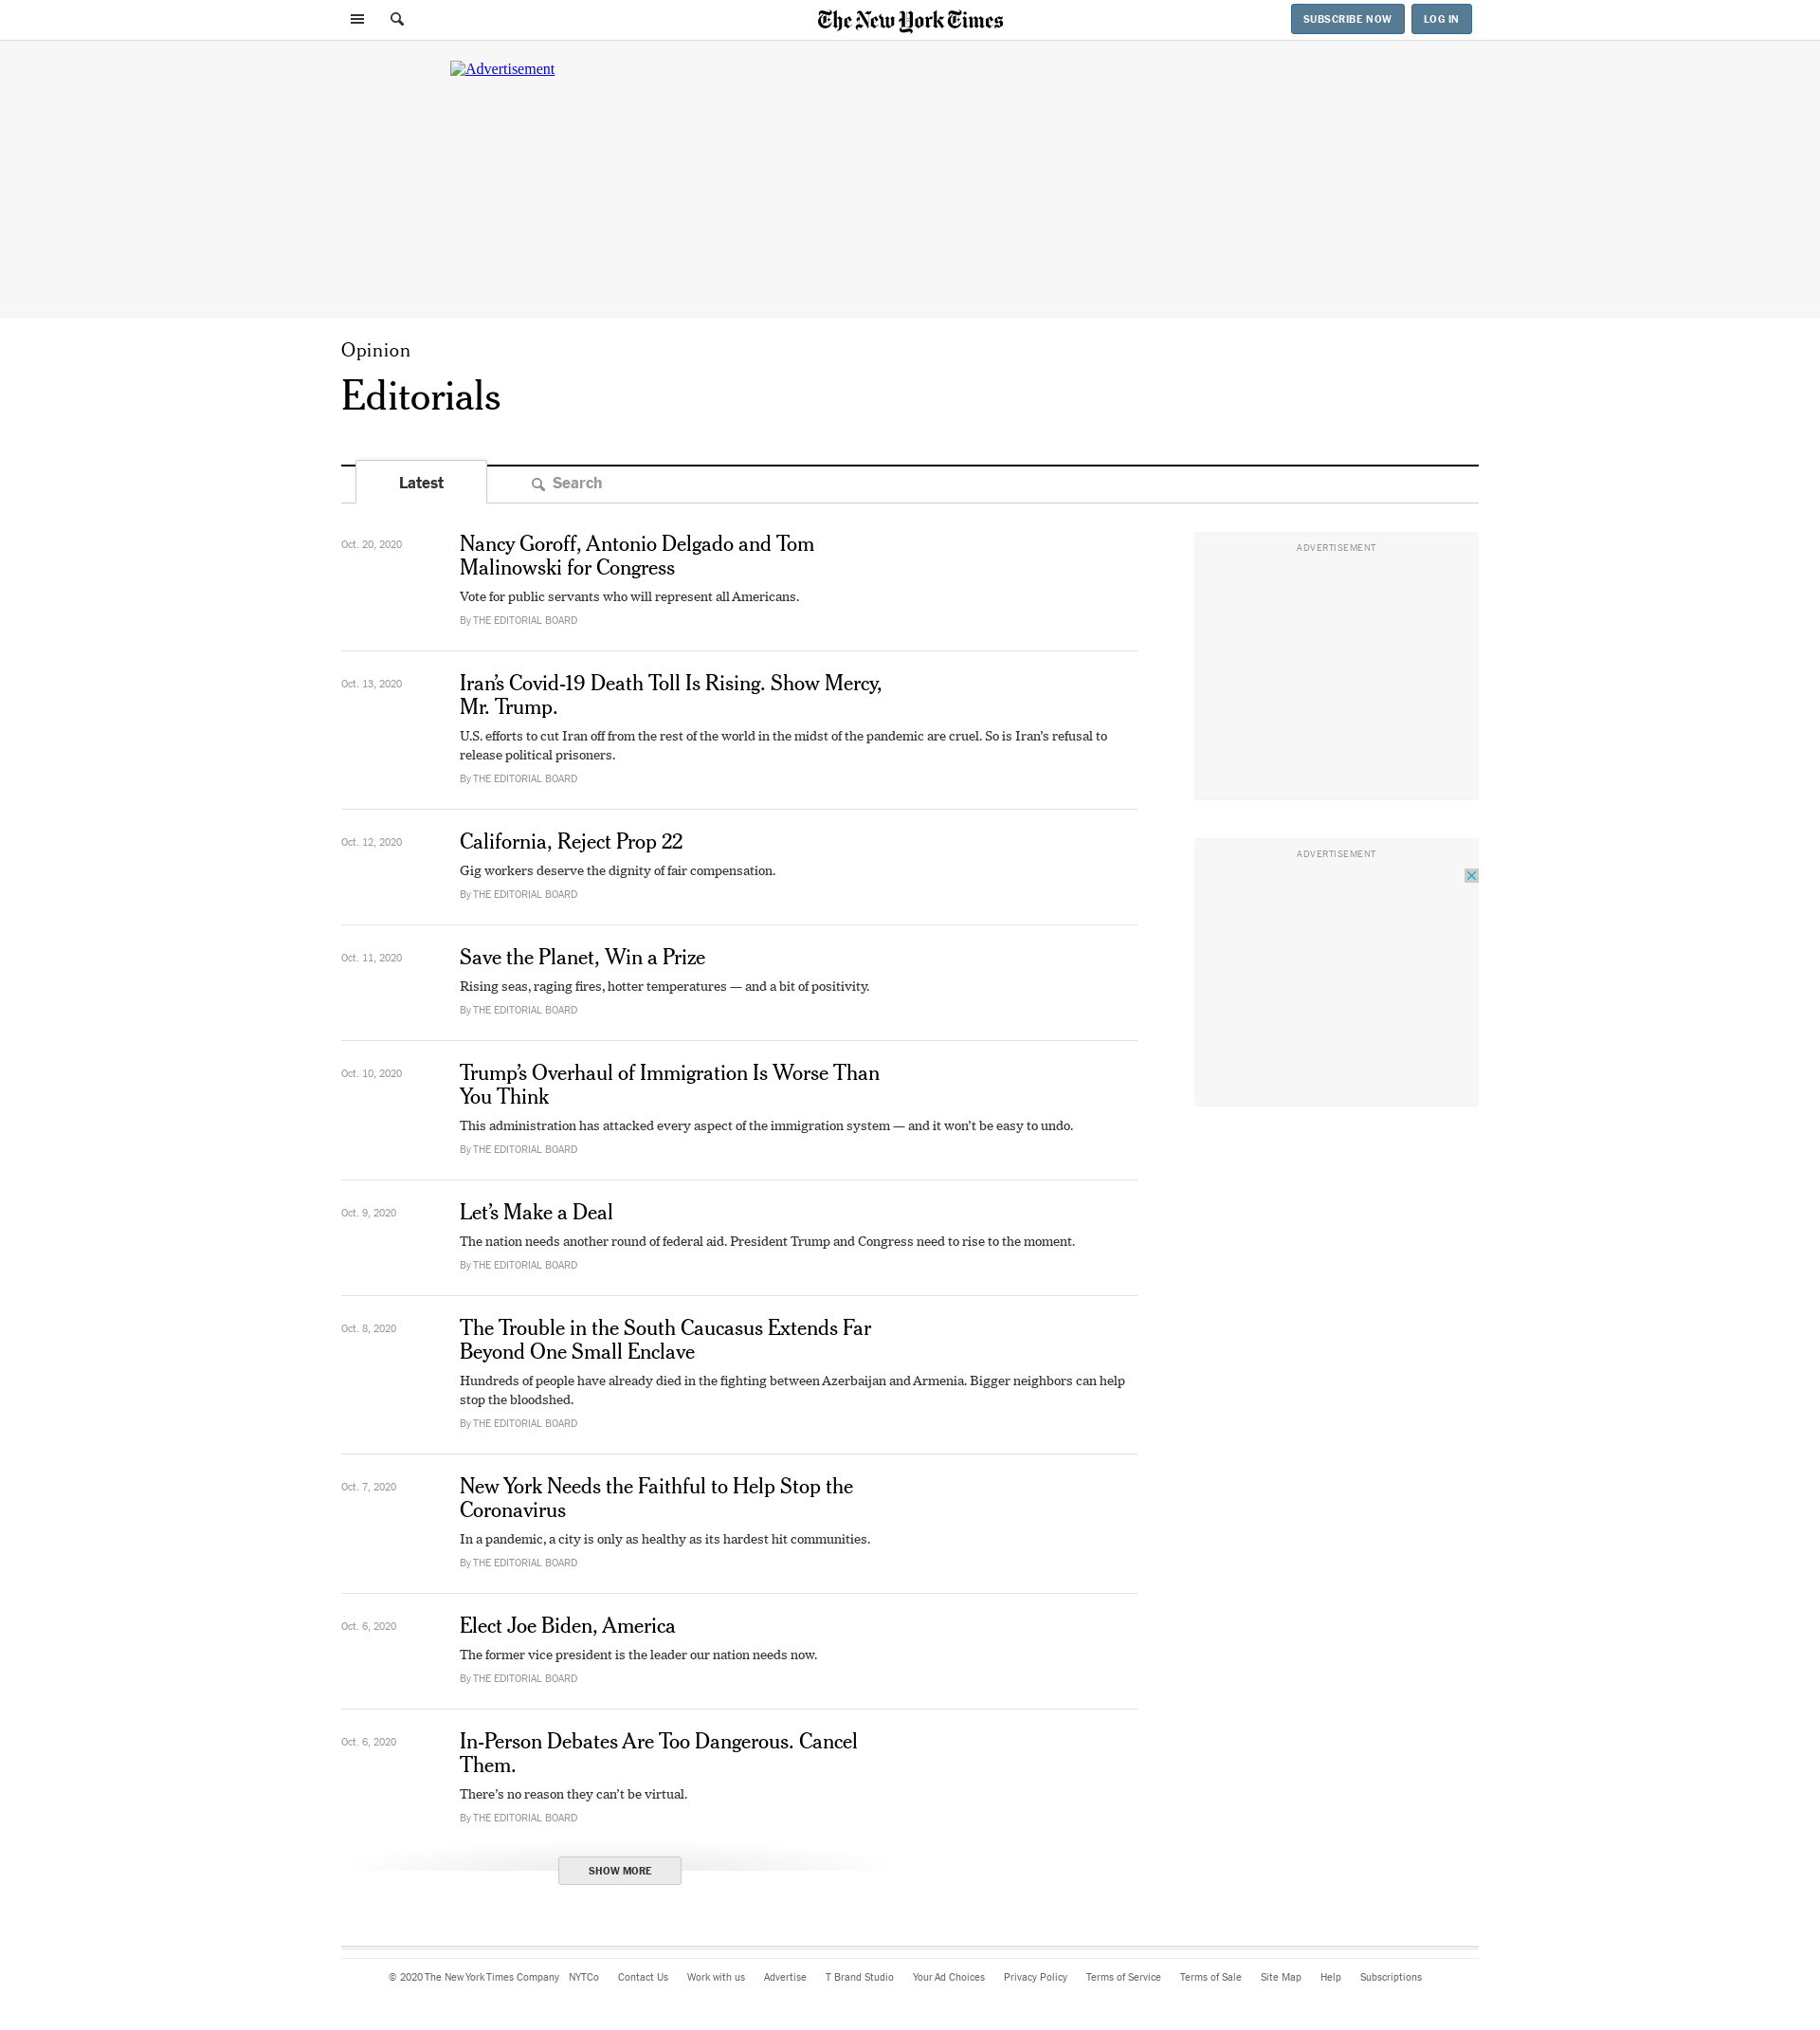 The New York Times
SUBSCRIBE NOW
LOG IN
Advertisement
Opinion
Editorials
Latest
Search
Oct. 20, 2020
Nancy Goroff, Antonio Delgado and Tom
Malinowski for Congress
Vote for public servants who will represent all Americans.
By THE EDITORIAL BOARD
ADVERTISEMENT
Oct. 13, 2020
Iran’s Covid-19 Death Toll Is Rising. Show Mercy,
Mr. Trump.
U.S. efforts to cut Iran off from the rest of the world in the midst of the pandemic are cruel. So is Iran’s refusal to
release political prisoners.
By THE EDITORIAL BOARD
Oct. 12, 2020
California, Reject Prop 22
Gig workers deserve the dignity of fair compensation.
By THE EDITORIAL BOARD
ADVERTISEMENT
Oct. 11, 2020
Save the Planet, Win a Prize
Rising seas, raging fires, hotter temperatures — and a bit of positivity.
By THE EDITORIAL BOARD
Oct. 10, 2020
Trump’s Overhaul of Immigration Is Worse Than
You Think
This administration has attacked every aspect of the immigration system — and it won’t be easy to undo.
By THE EDITORIAL BOARD
Oct. 9, 2020
Let’s Make a Deal
The nation needs another round of federal aid. President Trump and Congress need to rise to the moment.
By THE EDITORIAL BOARD
Oct. 8, 2020
The Trouble in the South Caucasus Extends Far
Beyond One Small Enclave
Hundreds of people have already died in the fighting between Azerbaijan and Armenia. Bigger neighbors can help
stop the bloodshed.
By THE EDITORIAL BOARD
Oct. 7, 2020
New York Needs the Faithful to Help Stop the
Coronavirus
In a pandemic, a city is only as healthy as its hardest hit communities.
By THE EDITORIAL BOARD
Oct. 6, 2020
Elect Joe Biden, America
The former vice president is the leader our nation needs now.
By THE EDITORIAL BOARD
Oct. 6, 2020
In-Person Debates Are Too Dangerous. Cancel
Them.
There’s no reason they can’t be virtual.
By THE EDITORIAL BOARD
SHOW MORE
© 2020 The New York Times Company NYTCo Contact Us Work with us Advertise T Brand Studio Your Ad Choices Privacy Policy Terms of Service Terms of Sale Site Map Help Subscriptions